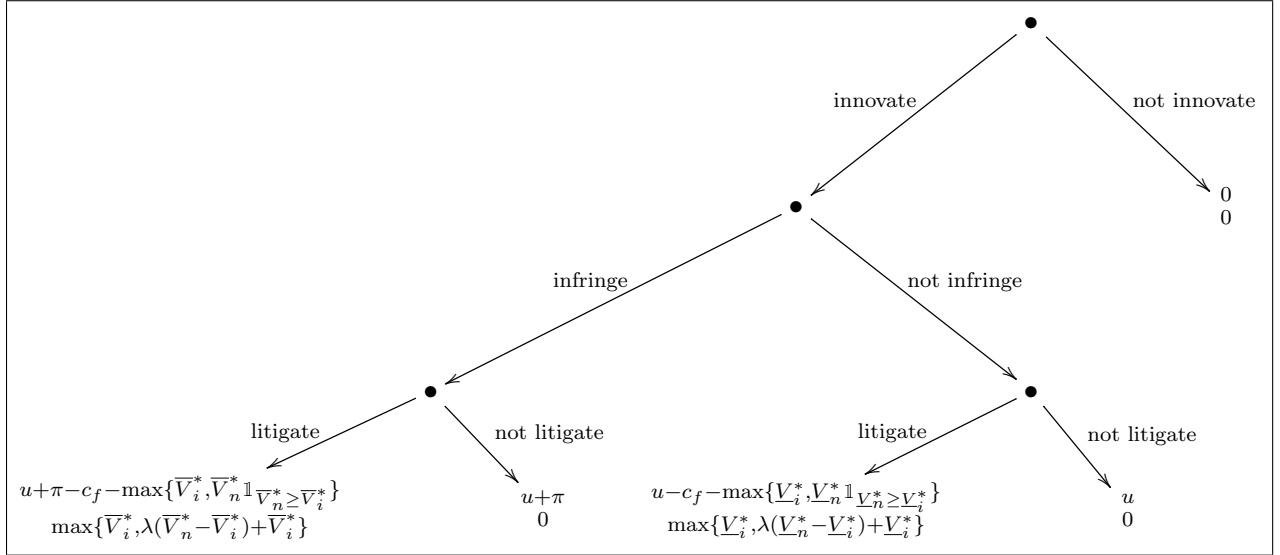 innovate
not innovate
0
0
infringe
not infringe
litigate
not litigate
litigate
not litigate
u+π−c_f−max{V̅_i^*,V̅_n^*𝟙_{V̅_n^*≥V̅_i^*}}
max{V̅_i^*,λ(V̅_n^*−V̅_i^*)+V̅_i^*}
u+π
0
u−c_f−max{V̲_i^*,V̲_n^*𝟙_{V̲_n^*≥V̲_i^*}}
max{V̲_i^*,λ(V̲_n^*−V̲_i^*)+V̲_i^*}
u
0